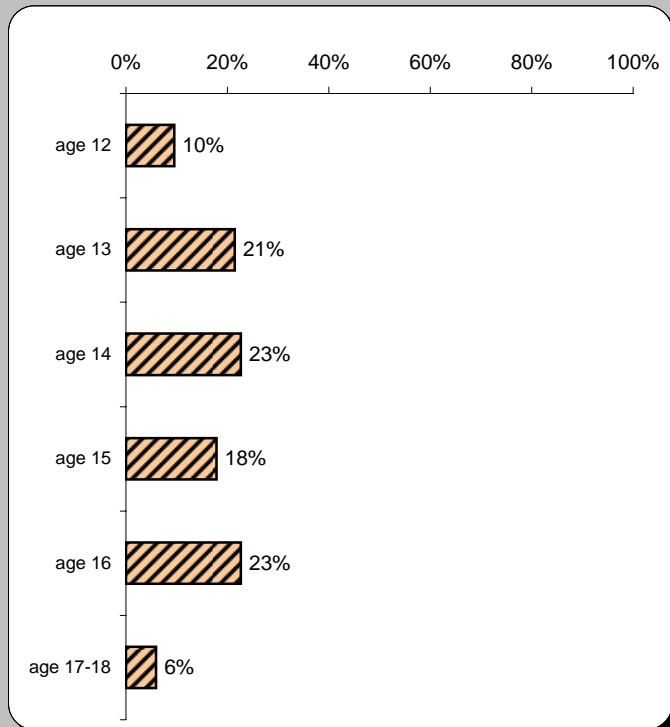 0% 20% 40% 60% 80% 100%
age 12 10%
age 13 21%
age 14 23%
age 15 18%
age 16 23%
age 17-18 6%